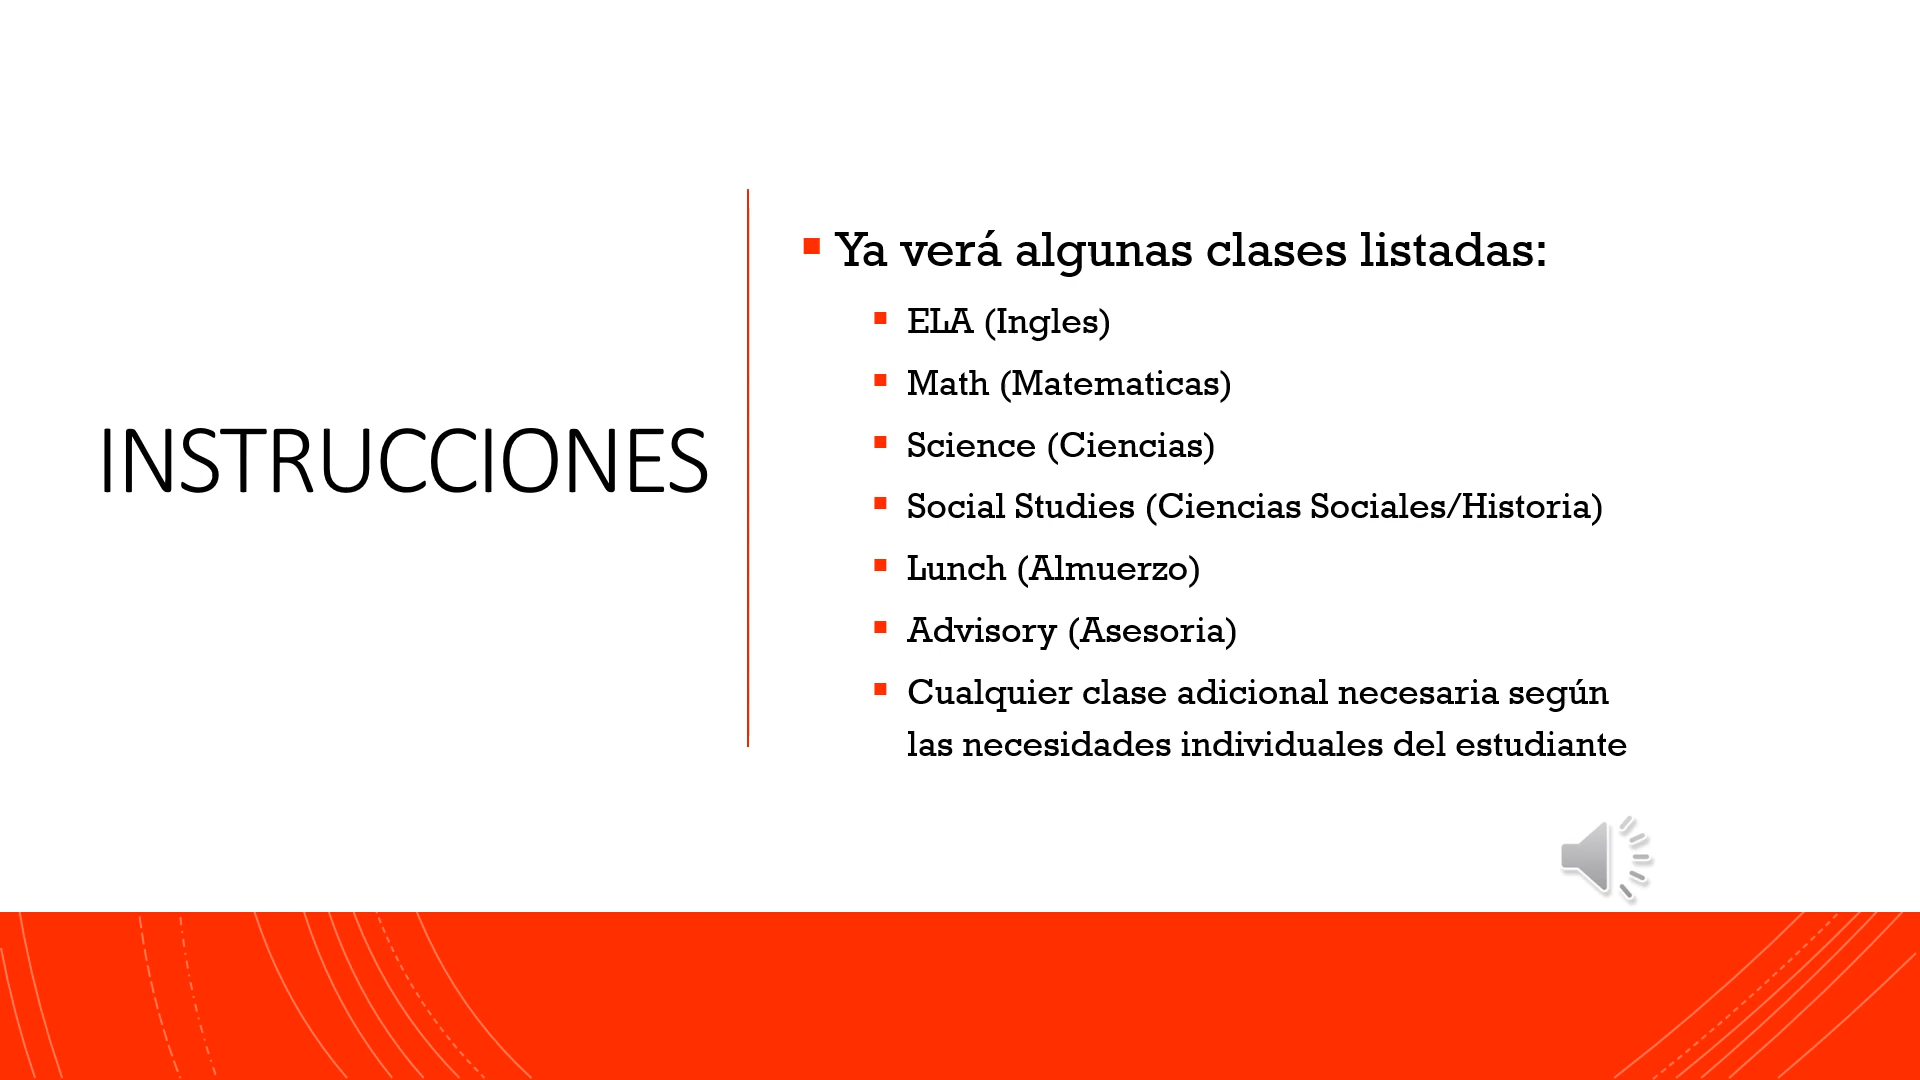 INSTRUCCIONES
Ya verá algunas clases listadas:
ELA (Ingles)
Math (Matematicas)
Science (Ciencias)
Social Studies (Ciencias Sociales/Historia)
Lunch (Almuerzo)
Advisory (Asesoria)
Cualquier clase adicional necesaria según
las necesidades individuales del estudiante